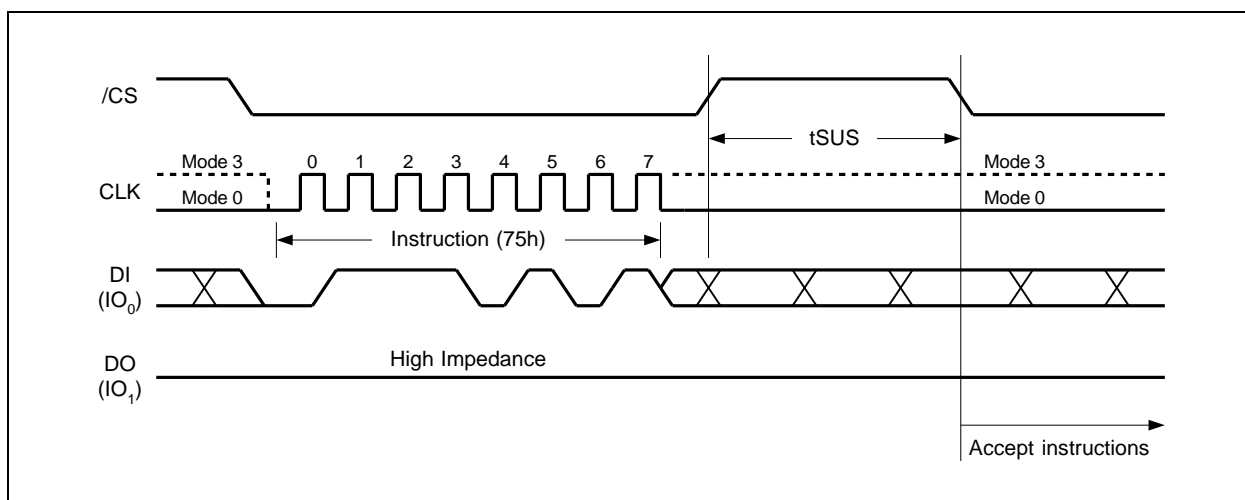 /CS
tSUS
Mode 3 0 1 2 3 4 5 6 7 Mode 3
CLK
Mode 0 Mode 0
Instruction (75h)
DI
(IO0)
High Impedance
DO
(IO1)
Accept instructions